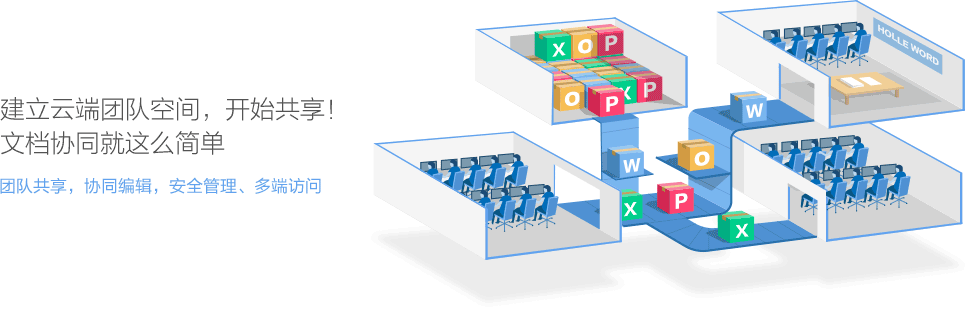 建立云端团队空间，开始共享！
文档协同就这么简单
团队共享，协同编辑，安全管理、多端访问
HOLLE WORD
X O P
O P X P
W
W
O
X
P
X